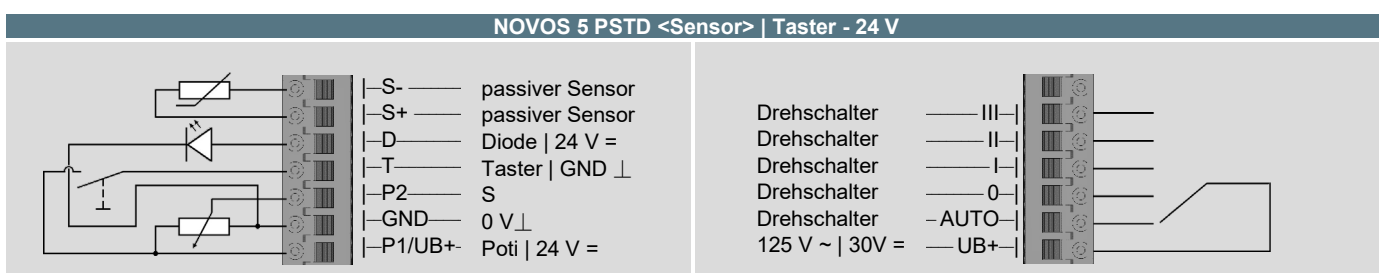 NOVOS 5 PSTD <Sensor> | Taster - 24 V
S- passiver Sensor
S+ passiver Sensor
D Diode | 24 V =
T Taster | GND ⊥
P2 S
GND 0 V⊥
P1/UB+ Poti | 24 V =
Drehschalter III
Drehschalter II
Drehschalter I
Drehschalter 0
Drehschalter AUTO
125 V ~ | 30V = UB+